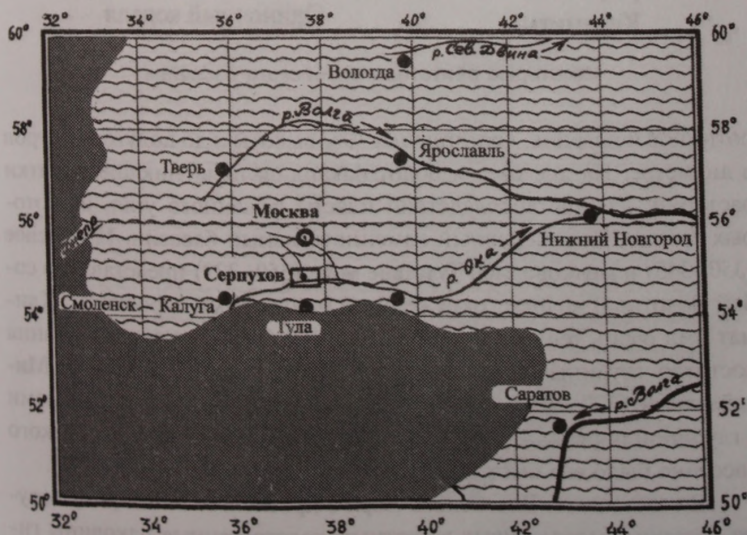 32° 34° 36° 38° 40° 42° 44° 46°
60° 60°
р. Сев. Двина
Вологда
58° 58°
р. Волга
Тверь
Ярославль
56° 56°
Москва
Днепр
Нижний Новгород
р. Ока
Серпухов
Смоленск Калуга
54° 54°
Тула
Саратов
р. Волга
52° 52°
50° 50°
32° 34° 36° 38° 40° 42° 44° 46°